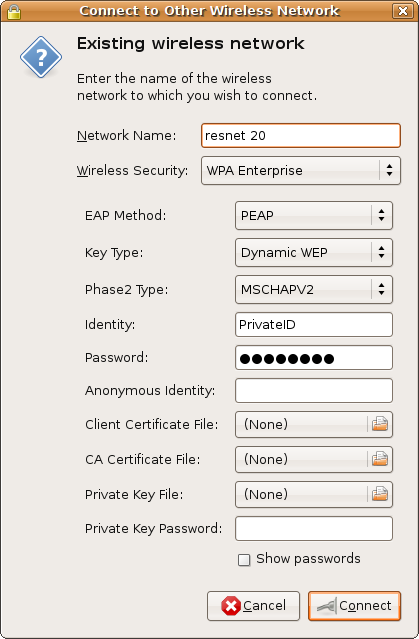 Connect to Other Wireless Network
Existing wireless network
Enter the name of the wireless
network to which you wish to connect.
Network Name: resnet 20
Wireless Security: WPA Enterprise
EAP Method: PEAP
Key Type: Dynamic WEP
Phase2 Type: MSCHAPV2
Identity: PrivateID
Password: ●●●●●●●●
Anonymous Identity:
Client Certificate File: (None)
CA Certificate File: (None)
Private Key File: (None)
Private Key Password:
Show passwords
Cancel Connect